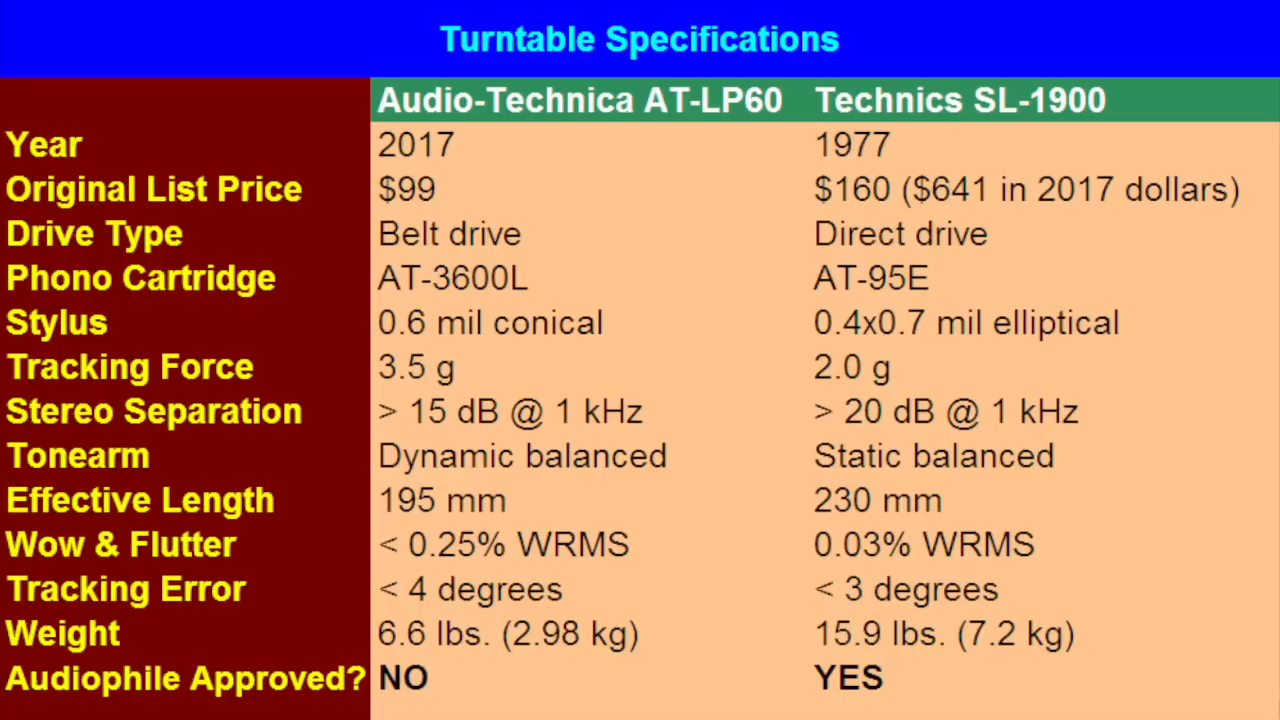 Turntable Specifications
Audio-Technica AT-LP60 Technics SL-1900
Year 2017 1977
Original List Price $99 $160 ($641 in 2017 dollars)
Drive Type Belt drive Direct drive
Phono Cartridge AT-3600L AT-95E
Stylus 0.6 mil conical 0.4x0.7 mil elliptical
Tracking Force 3.5 g 2.0 g
Stereo Separation > 15 dB @ 1 kHz > 20 dB @ 1 kHz
Tonearm Dynamic balanced Static balanced
Effective Length 195 mm 230 mm
Wow & Flutter < 0.25% WRMS 0.03% WRMS
Tracking Error < 4 degrees < 3 degrees
Weight 6.6 lbs. (2.98 kg) 15.9 lbs. (7.2 kg)
Audiophile Approved? NO YES